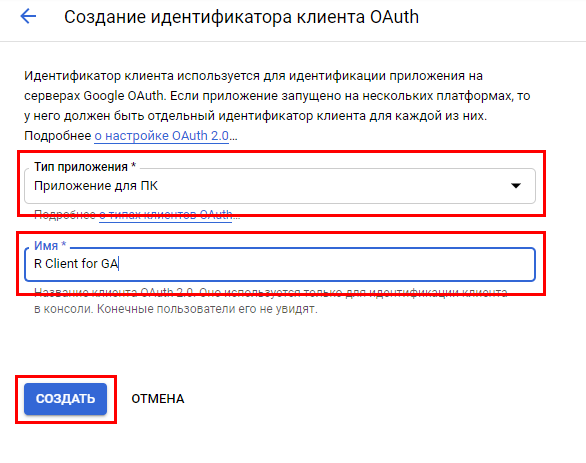 Создание идентификатора клиента OAuth
Идентификатор клиента используется для идентификации приложения на
серверах Google OAuth. Если приложение запущено на нескольких платформах, то
у него должен быть отдельный идентификатор клиента для каждой из них.
Подробнее о настройке OAuth 2.0…
Тип приложения *
Приложение для ПК
Подробнее о типах клиентов OAuth…
Имя *
R Client for GA
Название клиента OAuth 2.0. Оно используется только для идентификации клиента
в консоли. Конечные пользователи его не увидят.
СОЗДАТЬ ОТМЕНА